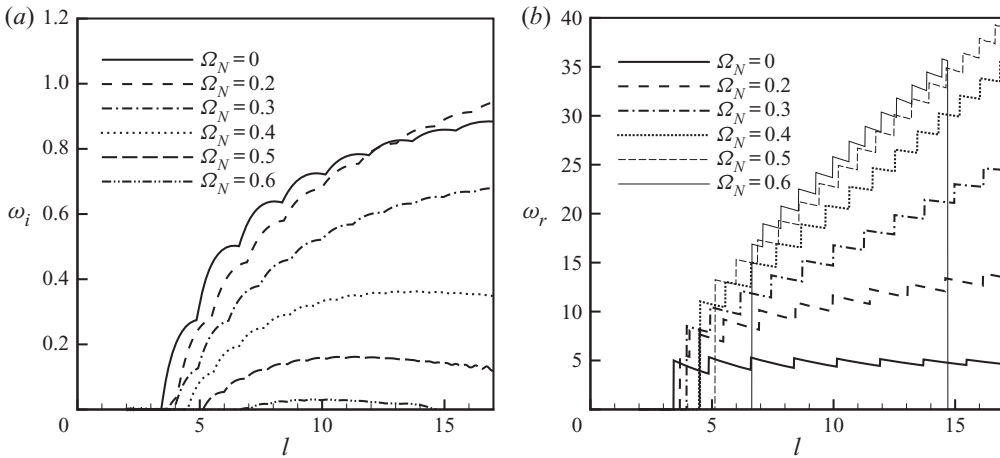 (a)
1.2
1.0
0.8
0.6
0.4
0.2
0
5
10
15
ω_i
l
Ω_N = 0
Ω_N = 0.2
Ω_N = 0.3
Ω_N = 0.4
Ω_N = 0.5
Ω_N = 0.6
(b)
40
35
30
25
20
15
10
5
0
5
10
15
ω_r
l
Ω_N = 0
Ω_N = 0.2
Ω_N = 0.3
Ω_N = 0.4
Ω_N = 0.5
Ω_N = 0.6